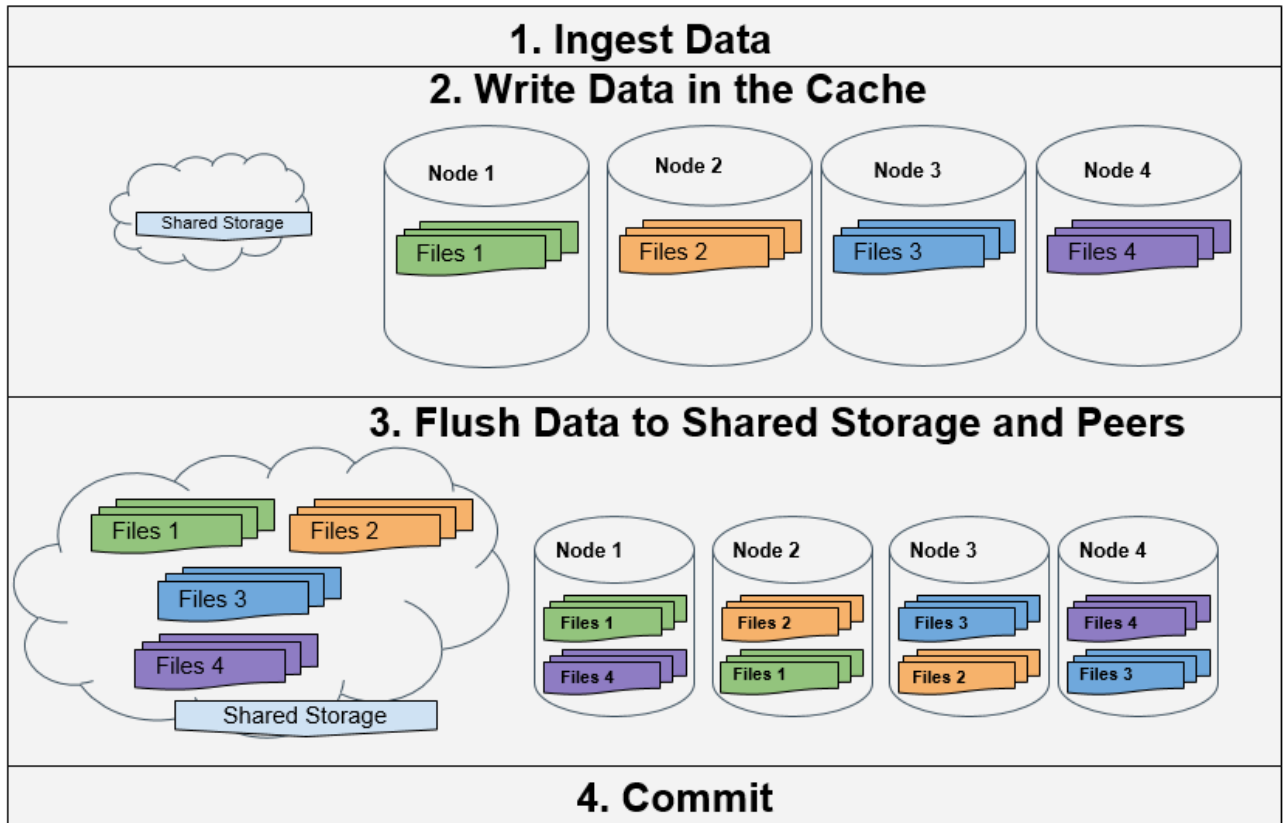 1. Ingest Data
2. Write Data in the Cache
Shared Storage
Node 1
Node 2
Node 3
Node 4
Files 1
Files 2
Files 3
Files 4
3. Flush Data to Shared Storage and Peers
Files 1
Files 2
Files 3
Files 4
Shared Storage
Node 1
Node 2
Node 3
Node 4
Files 1
Files 2
Files 3
Files 4
Files 4
Files 1
Files 2
Files 3
4. Commit